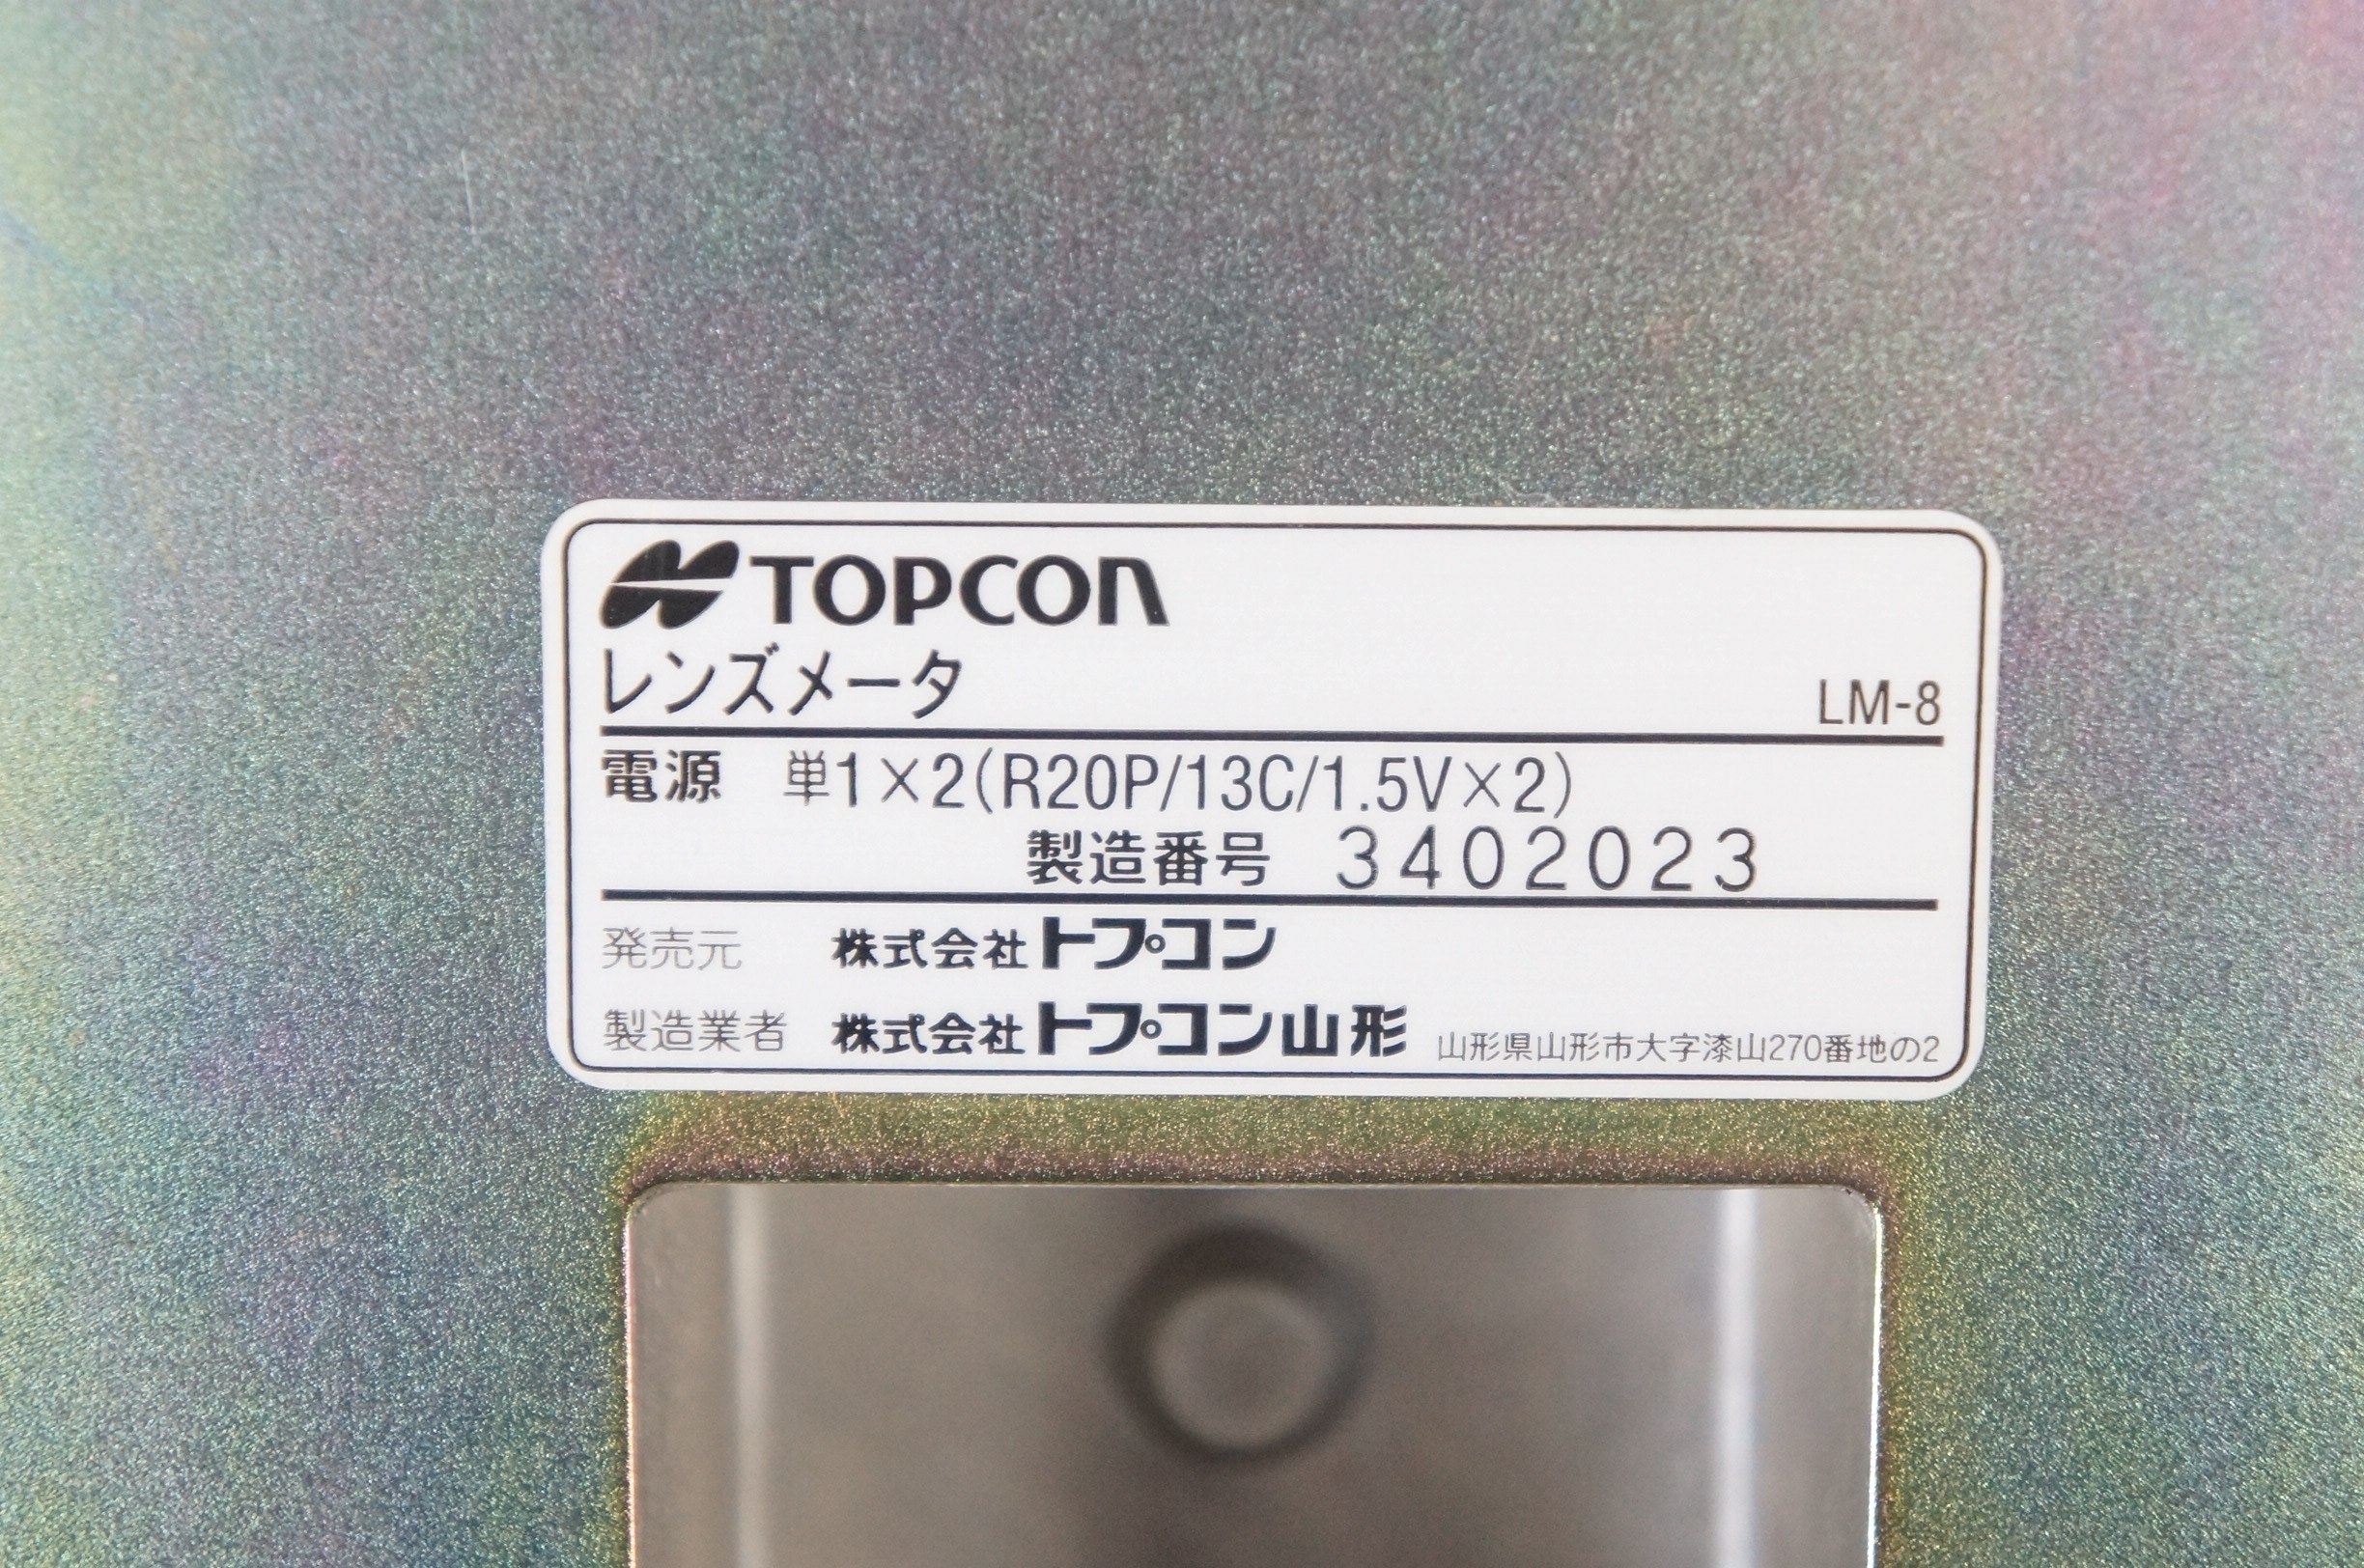 TOPCON
レンズメータ LM-8
電源 単1×2(R20P/13C/1.5V×2)
製造番号 3402023
発売元 株式会社トプコン
製造業者 株式会社トプコン山形 山形県山形市大字漆山270番地の2